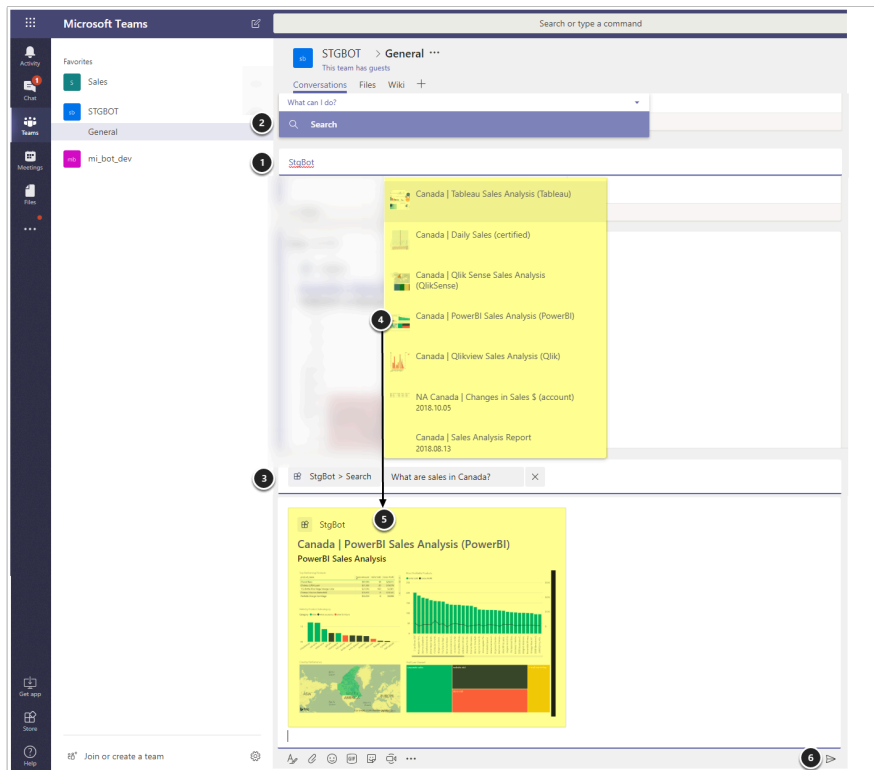 Microsoft Teams
Search or type a command
Activity
1
Chat
Teams
Meetings
Files
Favorites
S Sales
sb STGBOT
General
mi_bot_dev
sb STGBOT > General ...
This team has guests
Conversations Files Wiki +
What can I do?
2 Search
1 StgBot
Canada | Tableau Sales Analysis (Tableau)
Canada | Daily Sales (certified)
Canada | Qlik Sense Sales Analysis
(QlikSense)
4 Canada | PowerBI Sales Analysis (PowerBI)
Canada | Qlikview Sales Analysis (Qlik)
NA Canada | Changes in Sales $ (account)
2018.10.05
Canada | Sales Analysis Report
2018.08.13
3 StgBot > Search What are sales in Canada?
5
StgBot
Canada | PowerBI Sales Analysis (PowerBI)
PowerBI Sales Analysis
Get app
Store
Help
Join or create a team
GIF
6